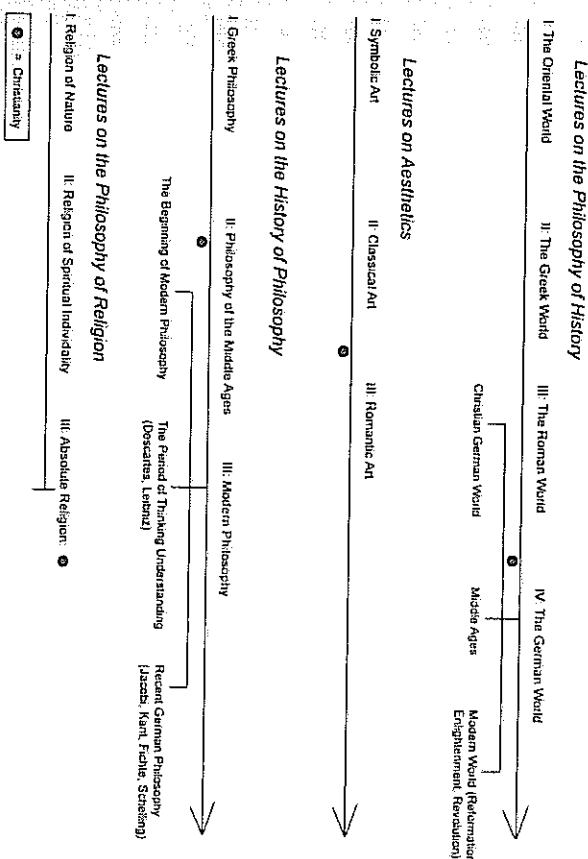 Lectures on the Philosophy of History
I: The Oriental World
II: The Greek World
III: The Roman World
IV: The German World
Christian German World
Middle Ages
Modern World (Reformation,
Enlightenment, Revolution)
Lectures on Aesthetics
I: Symbolic Art
II: Classical Art
III: Romantic Art
Lectures on the History of Philosophy
I: Greek Philosophy
II: Philosophy of the Middle Ages
III: Modern Philosophy
The Beginning of Modern Philosophy
The Period of Thinking Understanding
(Descartes, Leibniz)
Recent German Philosophy
(Jacobi, Kant, Fichte, Schelling)
Lectures on the Philosophy of Religion
I: Religion of Nature
II: Religion of Spiritual Individality
III: Absolute Religion:
= Christianity